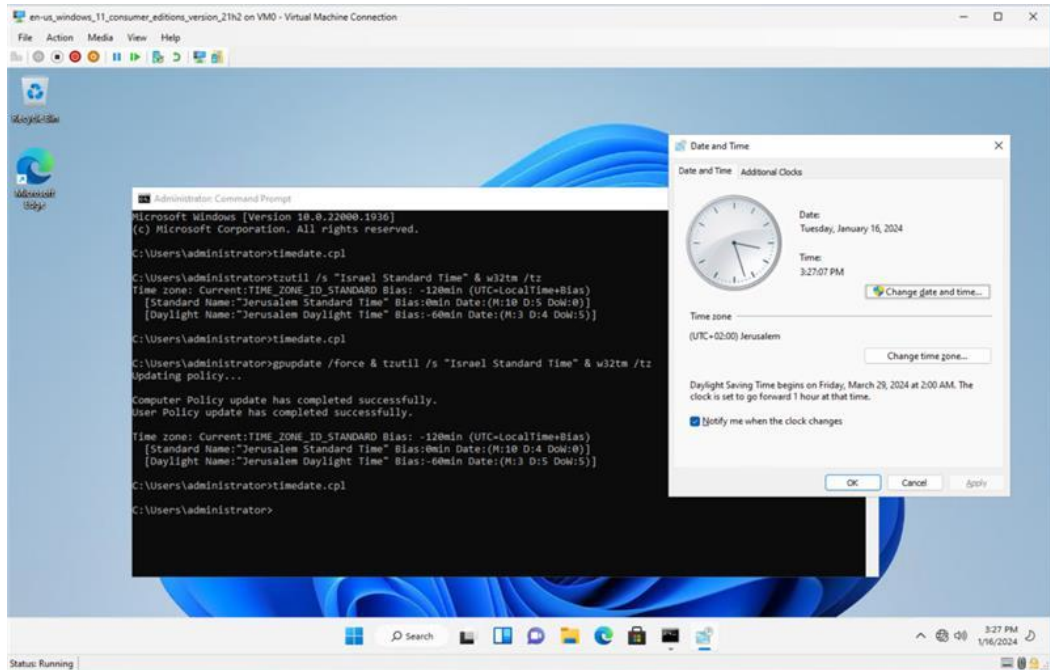 en-us_windows_11_consumer_editions_version_21h2 on VM0 - Virtual Machine Connection
File Action Media View Help
Recycle Bin
Microsoft Edge
Administrator: Command Prompt
Microsoft Windows [Version 10.0.22000.1936]
(c) Microsoft Corporation. All rights reserved.
C:\Users\administrator>timedate.cpl
C:\Users\administrator>tzutil /s "Israel Standard Time" & w32tm /tz
Time zone: Current:TIME_ZONE_ID_STANDARD Bias: -120min (UTC=LocalTime+Bias)
[Standard Name:"Jerusalem Standard Time" Bias:0min Date:(M:10 D:5 DoW:0)]
[Daylight Name:"Jerusalem Daylight Time" Bias:-60min Date:(M:3 D:4 DoW:5)]
C:\Users\administrator>timedate.cpl
C:\Users\administrator>gpupdate /force & tzutil /s "Israel Standard Time" & w32tm /tz
Updating policy...
Computer Policy update has completed successfully.
User Policy update has completed successfully.
Time zone: Current:TIME_ZONE_ID_STANDARD Bias: -120min (UTC=LocalTime+Bias)
[Standard Name:"Jerusalem Standard Time" Bias:0min Date:(M:10 D:4 DoW:0)]
[Daylight Name:"Jerusalem Daylight Time" Bias:-60min Date:(M:3 D:5 DoW:5)]
C:\Users\administrator>timedate.cpl
C:\Users\administrator>
Date and Time
Date and Time Additional Clocks
Date:
Tuesday, January 16, 2024
Time:
3:27:07 PM
Change date and time...
Time zone
(UTC+02:00) Jerusalem
Change time zone...
Daylight Saving Time begins on Friday, March 29, 2024 at 2:00 AM. The
clock is set to go forward 1 hour at that time.
Notify me when the clock changes
OK Cancel Apply
Search
3:27 PM
1/16/2024
Status: Running